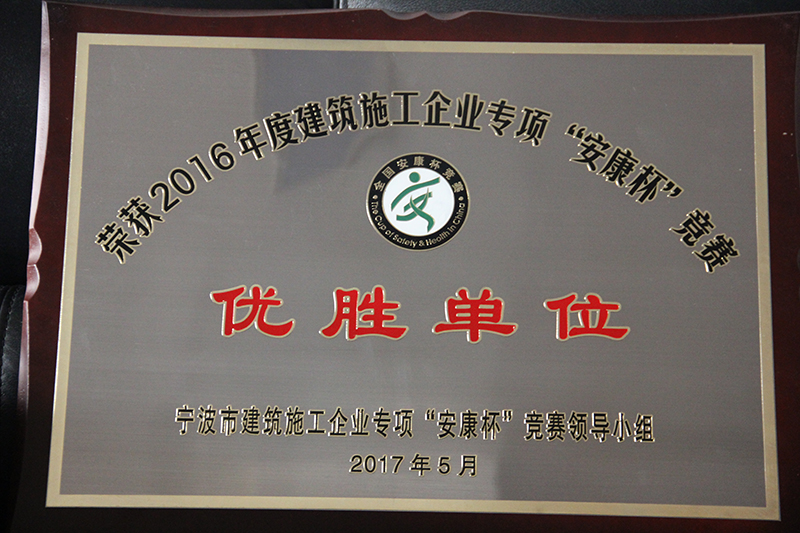 荣获2016年度建筑施工企业专项“安康杯”竞赛
全国安康杯竞赛
the Cup of Safety & Health in China
优胜单位
宁波市建筑施工企业专项“安康杯”竞赛领导小组
2017年5月